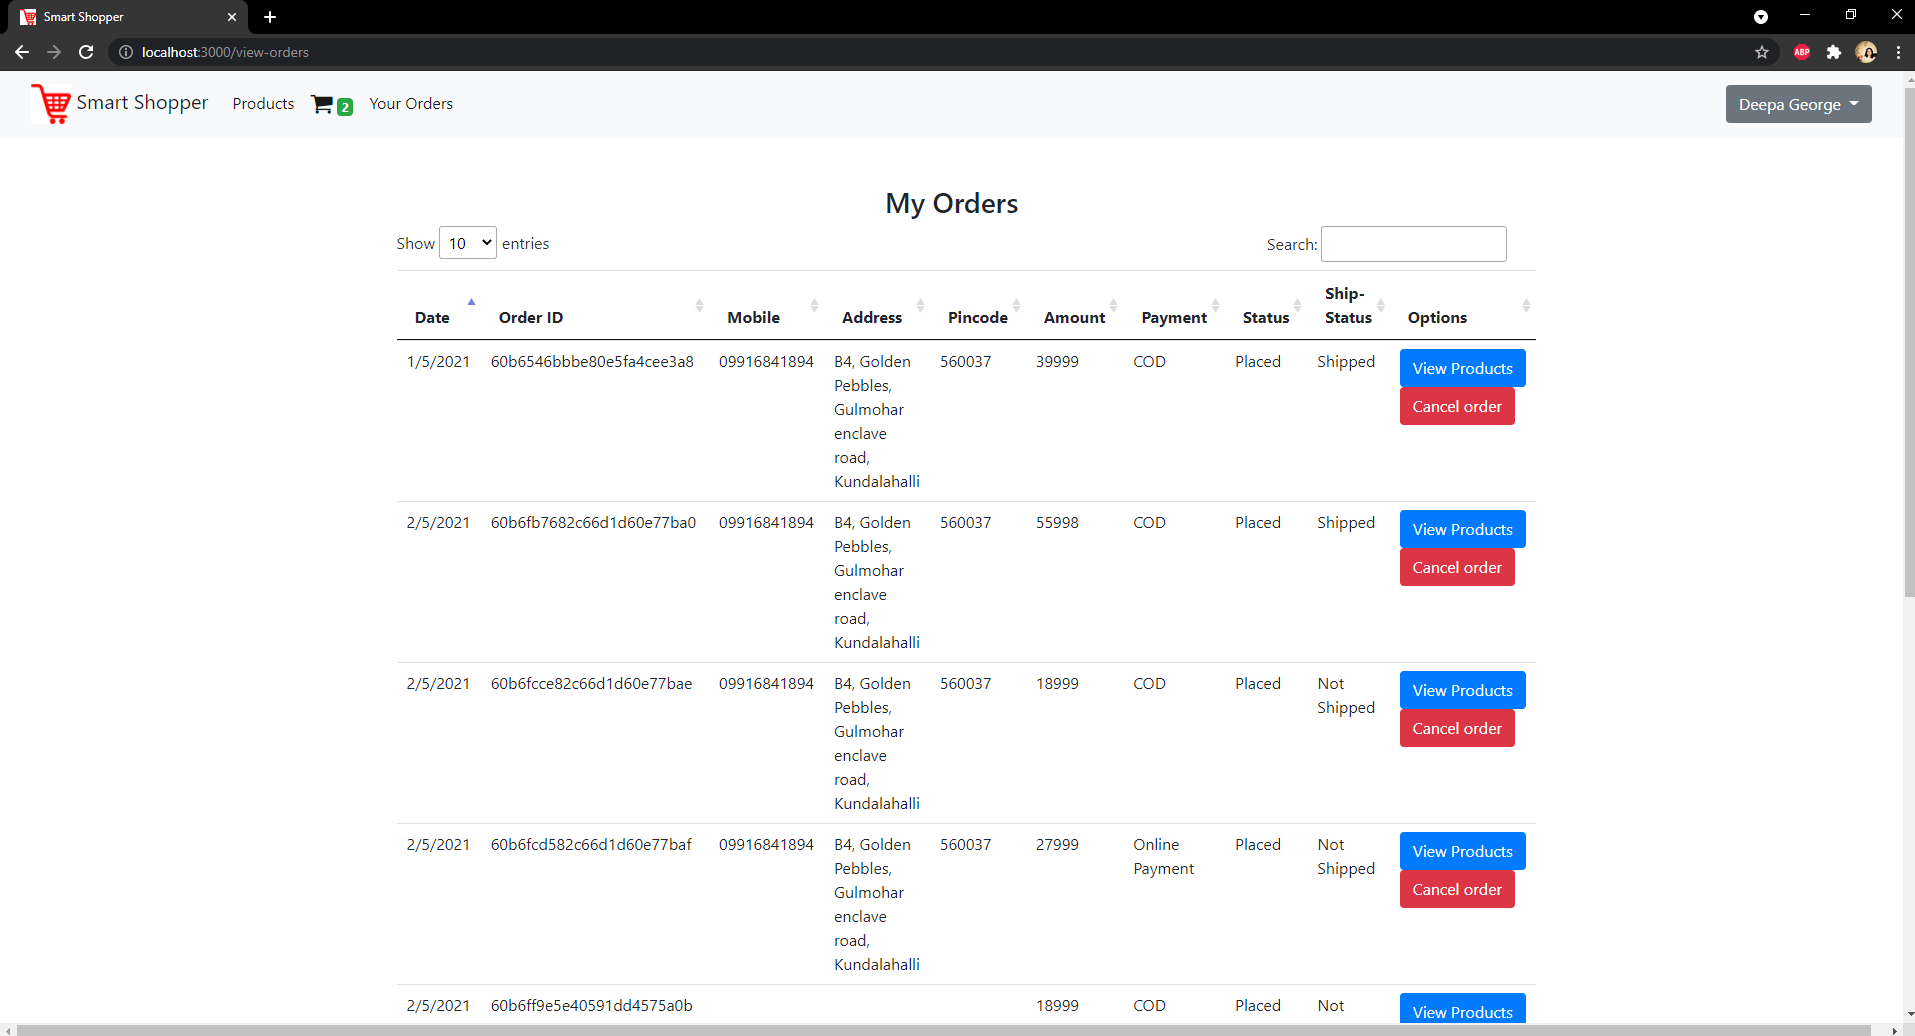 Smart Shopper
localhost:3000/view-orders
ABP
Smart Shopper Products 2 Your Orders Deepa George
My Orders
Show 10 entries Search:
Date Order ID Mobile Address Pincode Amount Payment Status Ship-Status Options
1/5/2021 60b6546bbbe80e5fa4cee3a8 09916841894 B4, Golden 560037 39999 COD Placed Shipped View Products
Pebbles,
Gulmohar Cancel order
enclave
road,
Kundalahalli
2/5/2021 60b6fb7682c66d1d60e77ba0 09916841894 B4, Golden 560037 55998 COD Placed Shipped View Products
Pebbles,
Gulmohar Cancel order
enclave
road,
Kundalahalli
2/5/2021 60b6fcce82c66d1d60e77bae 09916841894 B4, Golden 560037 18999 COD Placed Not View Products
Pebbles, Shipped
Gulmohar Cancel order
enclave
road,
Kundalahalli
2/5/2021 60b6fcd582c66d1d60e77baf 09916841894 B4, Golden 560037 27999 Online Placed Not View Products
Pebbles, Payment Shipped
Gulmohar Cancel order
enclave
road,
Kundalahalli
2/5/2021 60b6ff9e5e40591dd4575a0b 18999 COD Placed Not View Products